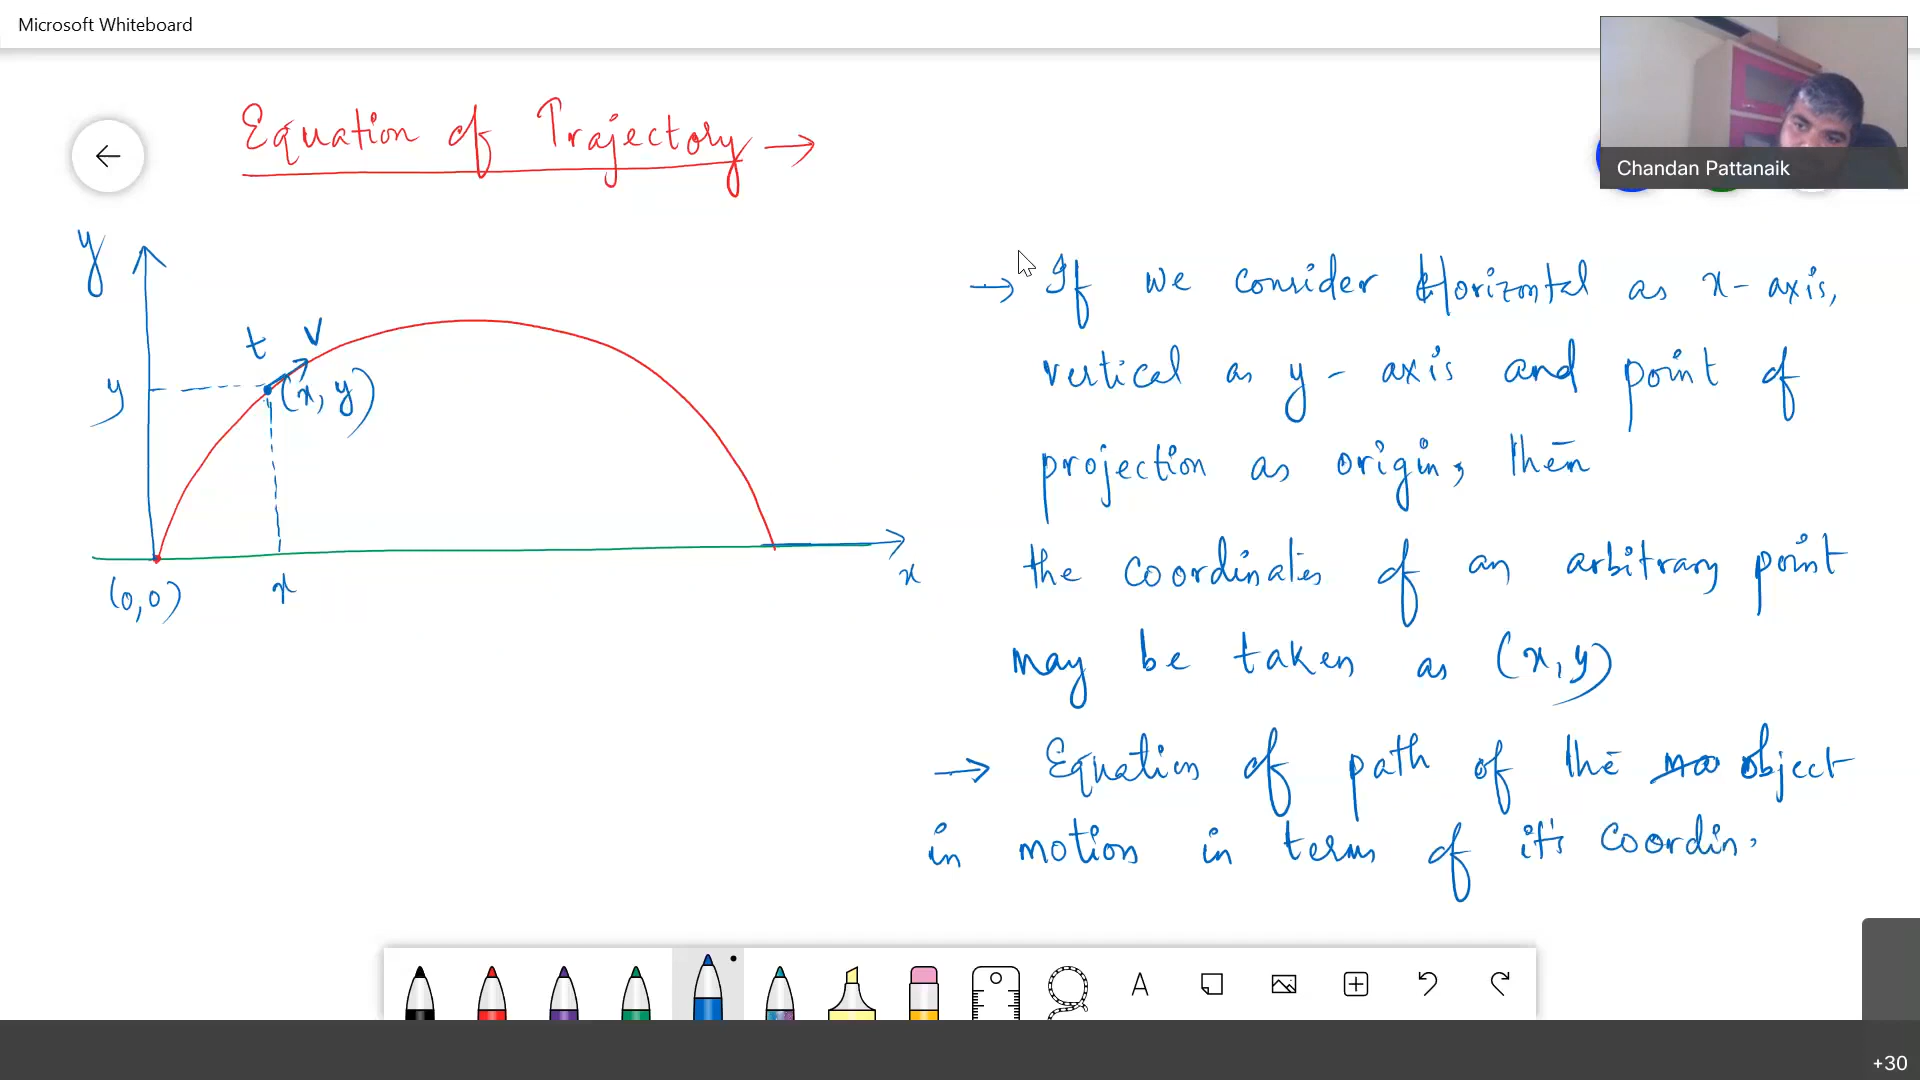 Microsoft Whiteboard
Chandan Pattanaik
Equation of Trajectory →
y
t v
y (x, y)
(0,0) x x
→ If we consider Horizontal as x-axis,
vertical as y-axis and point of
projection as origin, then
the coordinates of an arbitrary point
may be taken as (x,y)
→ Equation of path of the object
in motion in terms of it's coordin.
A
+30